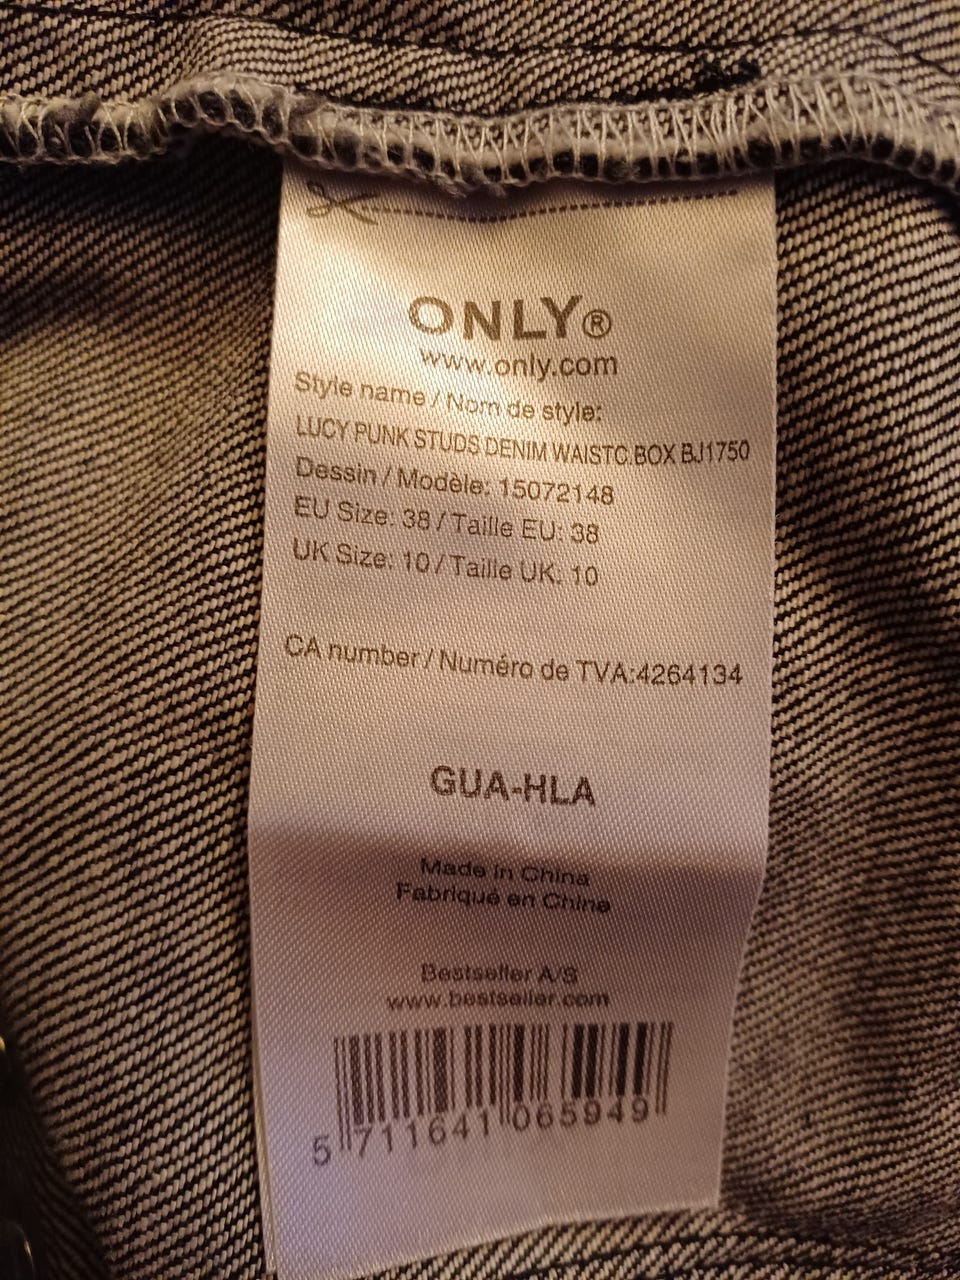 ONLY®
www.only.com
Style name / Nom de style:
LUCY PUNK STUDS DENIM WAISTC.BOX BJ1750
Dessin / Modèle: 15072148
EU Size: 38 / Taille EU: 38
UK Size: 10 / Taille UK: 10
CA number / Numéro de TVA:4264134
GUA-HLA
Made in China
Fabriqué en Chine
Bestseller A/S
www.bestseller.com
5 711641 065949